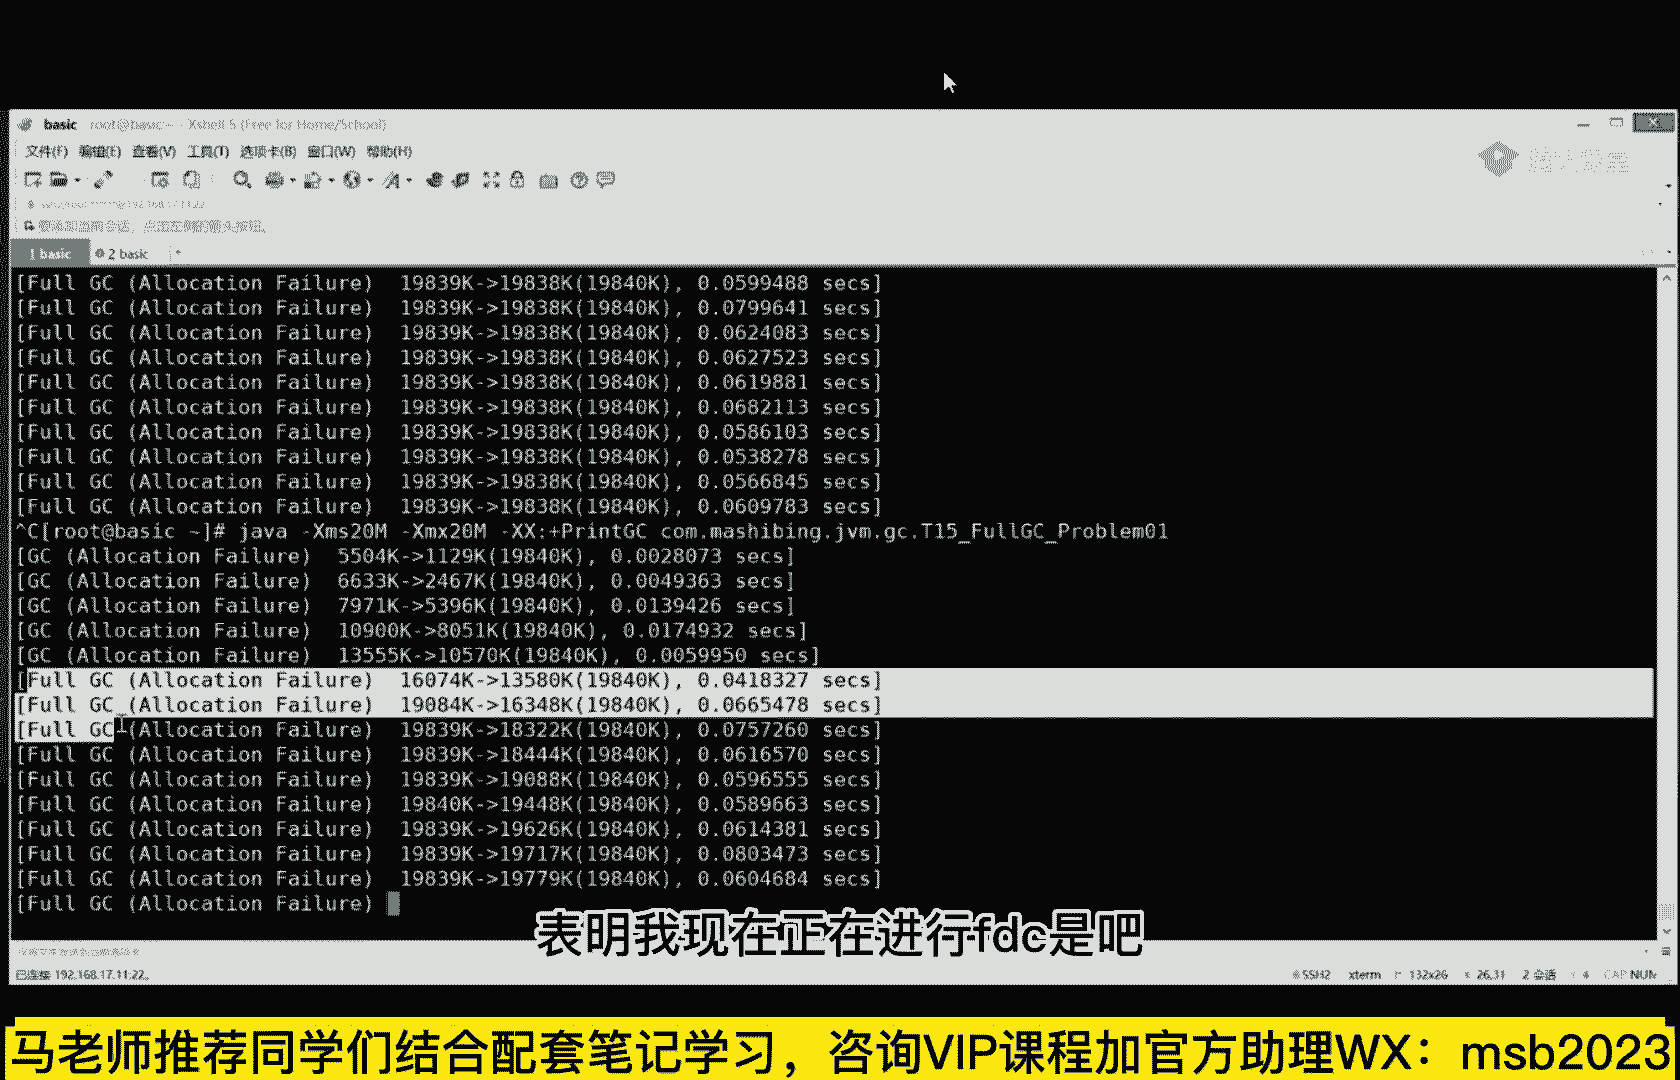 basic root@basic:~ - Xshell 5 (Free for Home/School)
文件(F) 编辑(E) 查看(V) 工具(T) 选项卡(B) 窗口(W) 帮助(H)
1 basic 2 basic
[Full GC (Allocation Failure)  19839K->19838K(19840K), 0.0599488 secs]
[Full GC (Allocation Failure)  19839K->19838K(19840K), 0.0799641 secs]
[Full GC (Allocation Failure)  19839K->19838K(19840K), 0.0624083 secs]
[Full GC (Allocation Failure)  19839K->19838K(19840K), 0.0627523 secs]
[Full GC (Allocation Failure)  19839K->19838K(19840K), 0.0619881 secs]
[Full GC (Allocation Failure)  19839K->19838K(19840K), 0.0682113 secs]
[Full GC (Allocation Failure)  19839K->19838K(19840K), 0.0586103 secs]
[Full GC (Allocation Failure)  19839K->19838K(19840K), 0.0538278 secs]
[Full GC (Allocation Failure)  19839K->19838K(19840K), 0.0566845 secs]
[Full GC (Allocation Failure)  19839K->19838K(19840K), 0.0609783 secs]
^C[root@basic ~]# java -Xms20M -Xmx20M -XX:+PrintGC com.mashibing.jvm.gc.T15_FullGC_Problem01
[GC (Allocation Failure)  5504K->1129K(19840K), 0.0028073 secs]
[GC (Allocation Failure)  6633K->2467K(19840K), 0.0049363 secs]
[GC (Allocation Failure)  7971K->5396K(19840K), 0.0139426 secs]
[GC (Allocation Failure)  10900K->8051K(19840K), 0.0174932 secs]
[GC (Allocation Failure)  13555K->10570K(19840K), 0.0059950 secs]
[Full GC (Allocation Failure)  16074K->13580K(19840K), 0.0418327 secs]
[Full GC (Allocation Failure)  19084K->16348K(19840K), 0.0665478 secs]
[Full GC (Allocation Failure)  19839K->18322K(19840K), 0.0757260 secs]
[Full GC (Allocation Failure)  19839K->18444K(19840K), 0.0616570 secs]
[Full GC (Allocation Failure)  19839K->19088K(19840K), 0.0596555 secs]
[Full GC (Allocation Failure)  19840K->19448K(19840K), 0.0589663 secs]
[Full GC (Allocation Failure)  19839K->19626K(19840K), 0.0614381 secs]
[Full GC (Allocation Failure)  19839K->19717K(19840K), 0.0803473 secs]
[Full GC (Allocation Failure)  19839K->19779K(19840K), 0.0604684 secs]
[Full GC (Allocation Failure)
表明我现在正在进行fdc是吧
已连接 192.168.17.11:22。 SSH2 xterm 132x26 26,31 2 会话 CAP NUM
马老师推荐同学们结合配套笔记学习，咨询VIP课程加官方助理WX：msb2023